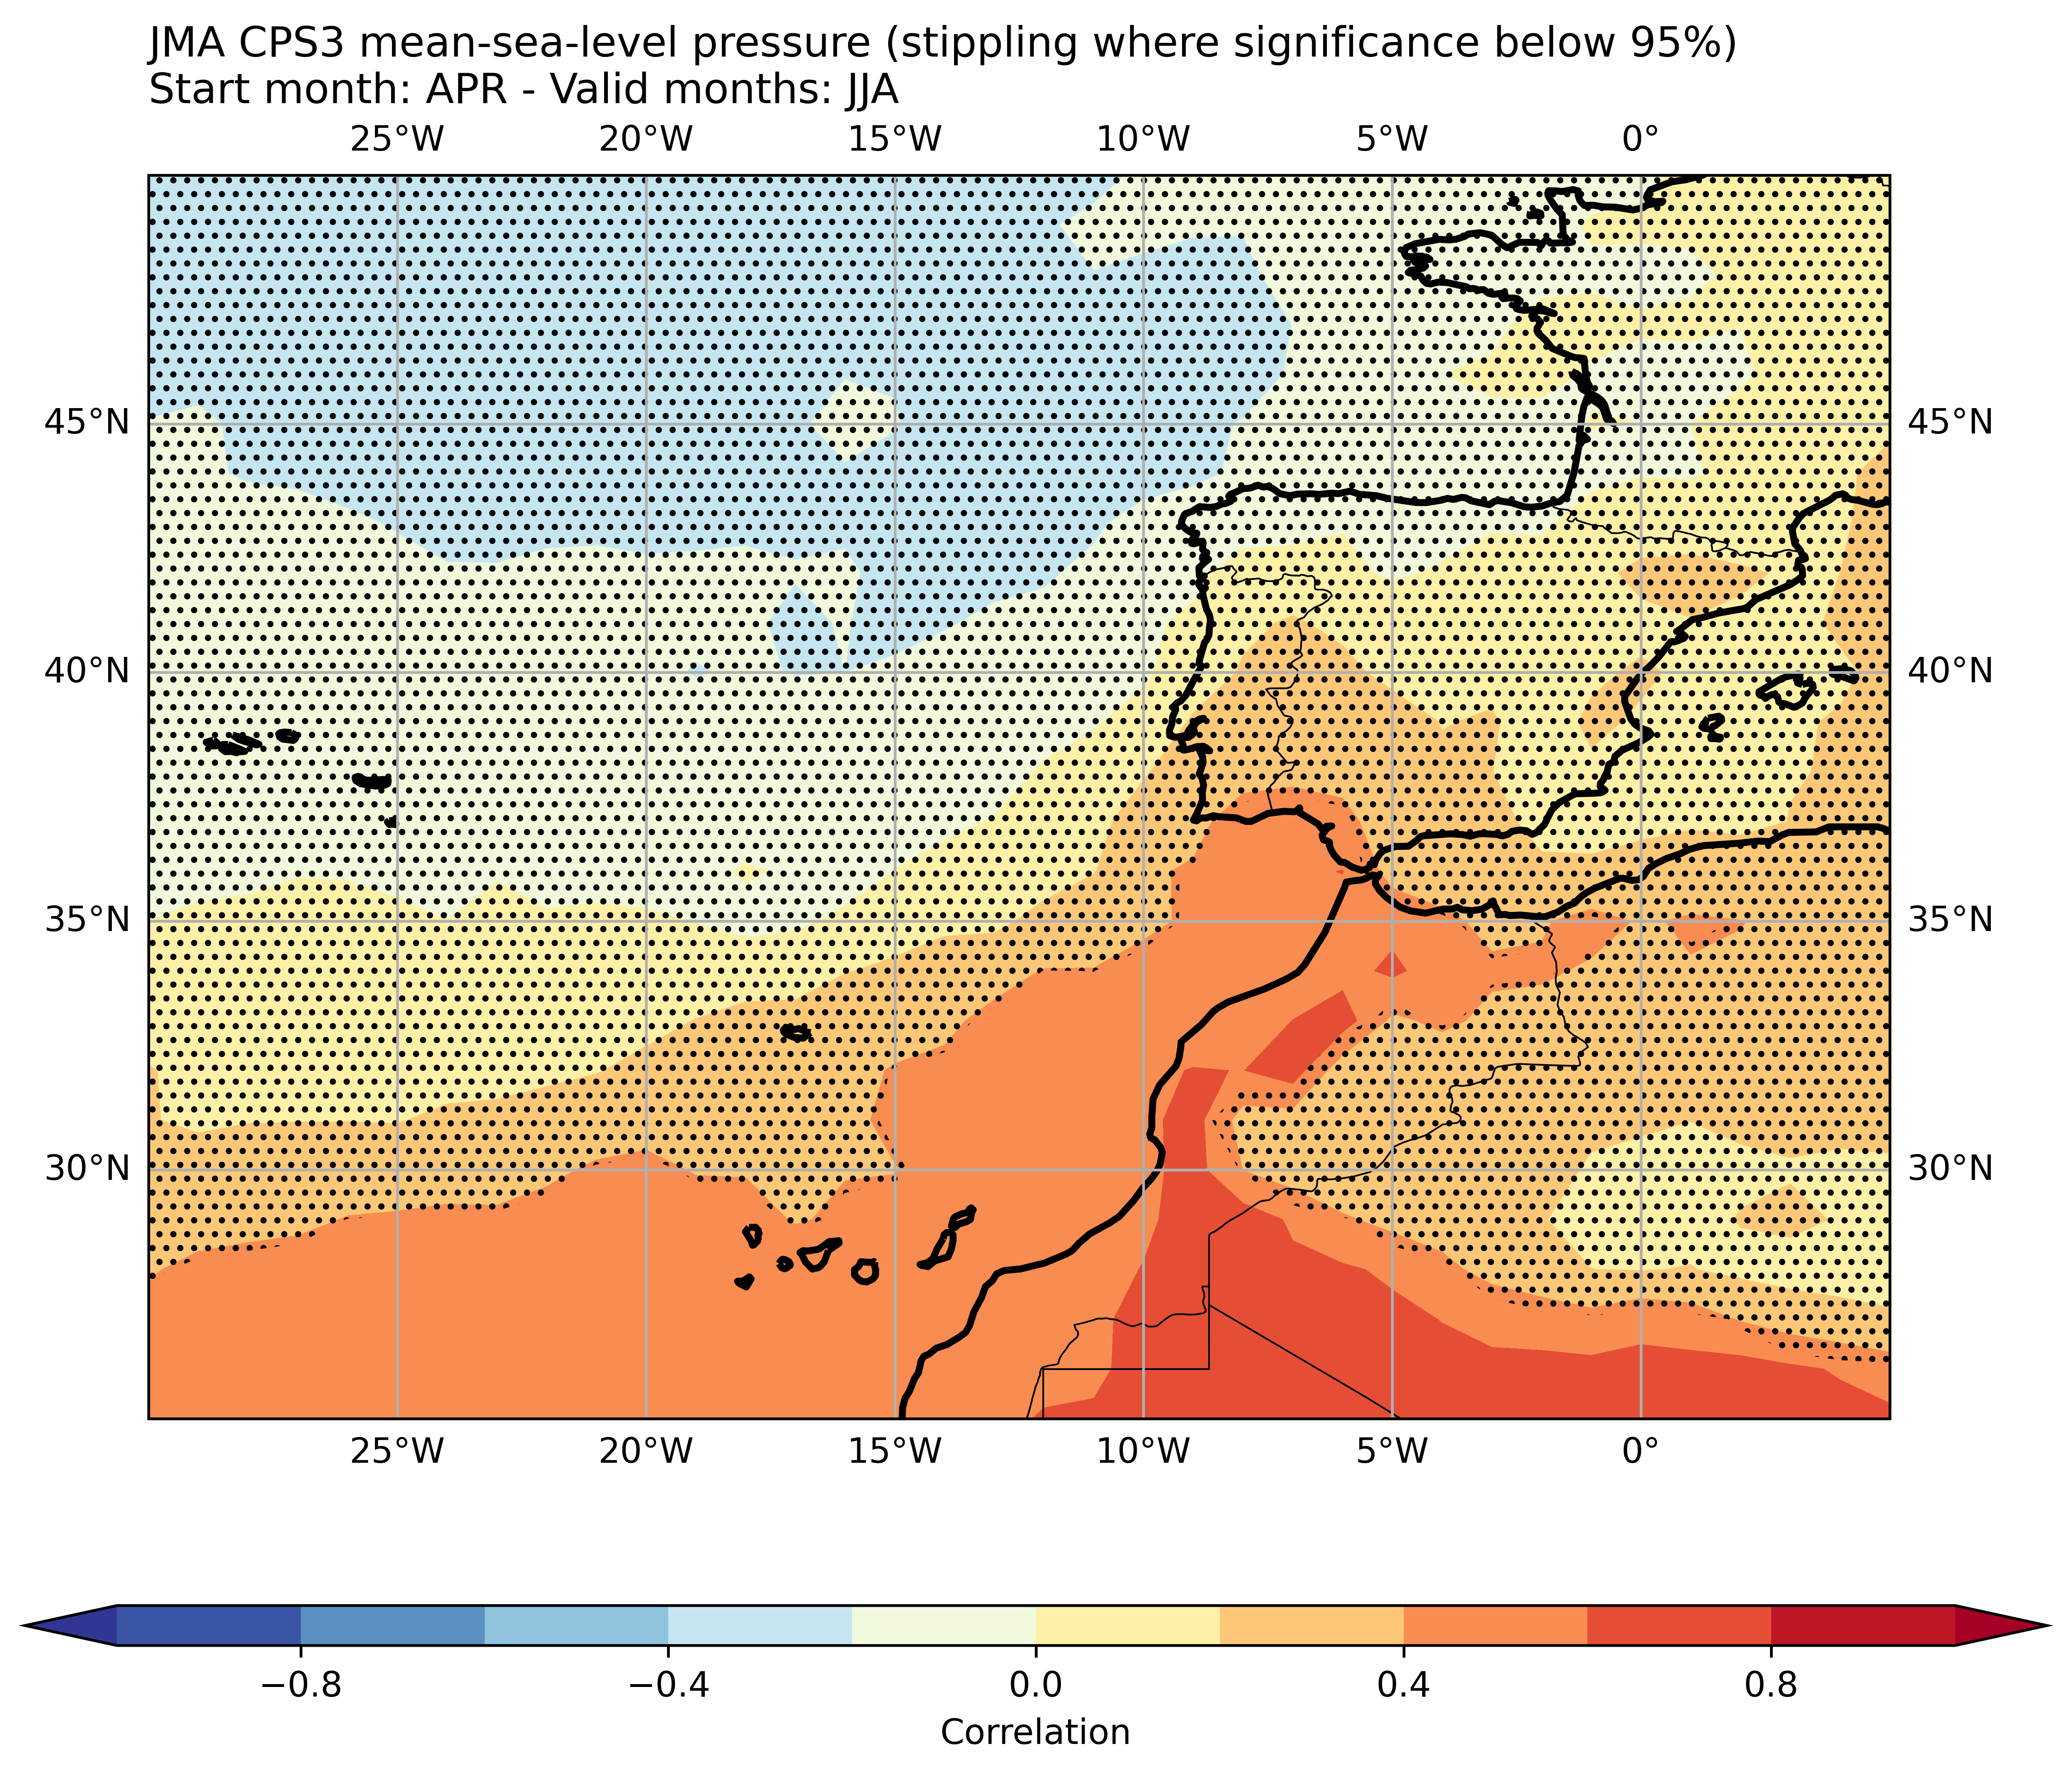 JMA CPS3 mean-sea-level pressure (stippling where significance below 95%)
Start month: APR - Valid months: JJA
25°W 20°W 15°W 10°W 5°W 0°
45°N 45°N
40°N 40°N
35°N 35°N
30°N 30°N
25°W 20°W 15°W 10°W 5°W 0°
−0.8 −0.4 0.0 0.4 0.8
Correlation